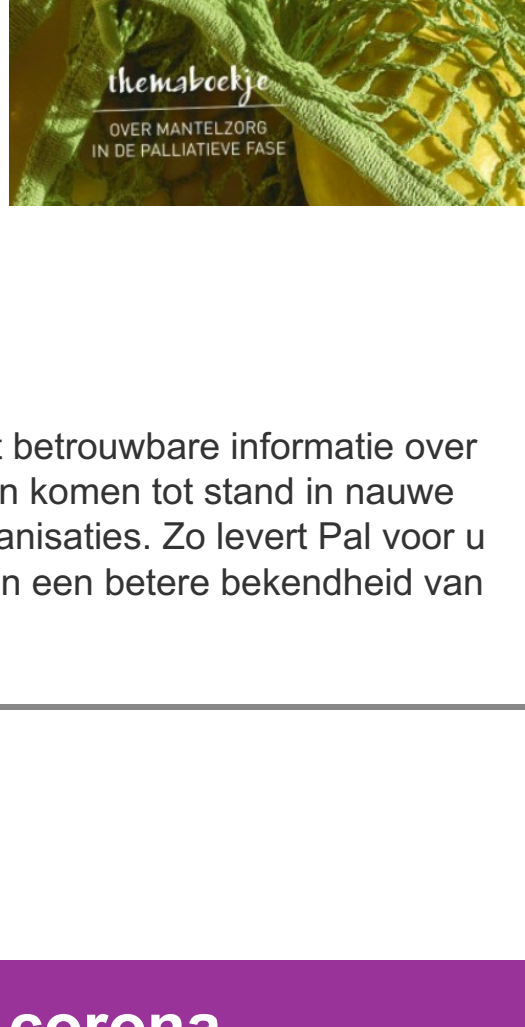 themaboekje
OVER MANTELZORG
IN DE PALLIATIEVE FASE
betrouwbare informatie over
n komen tot stand in nauwe
anisaties. Zo levert Pal voor u
n een betere bekendheid van
corona